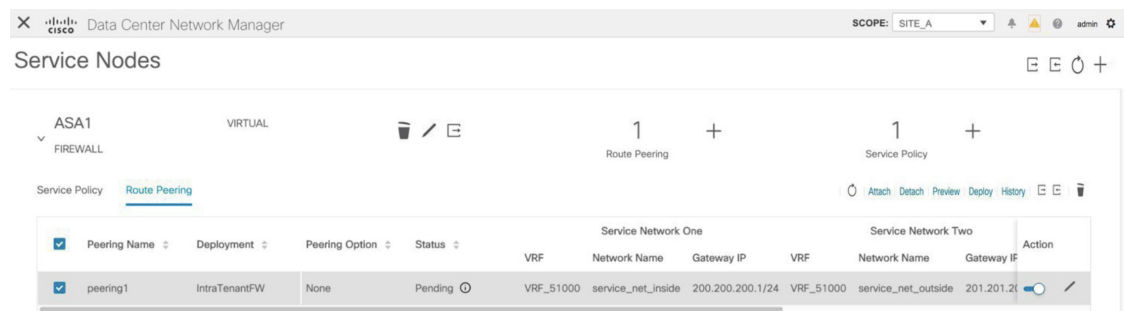 CISCO Data Center Network Manager SCOPE: SITE_A admin
Service Nodes
ASA1 VIRTUAL 1 1
FIREWALL Route Peering Service Policy
Service Policy Route Peering Attach Detach Preview Deploy History
Service Network One Service Network Two
Peering Name Deployment Peering Option Status Action
VRF Network Name Gateway IP VRF Network Name Gateway IP
peering1 IntraTenantFW None Pending VRF_51000 service_net_inside 200.200.200.1/24 VRF_51000 service_net_outside